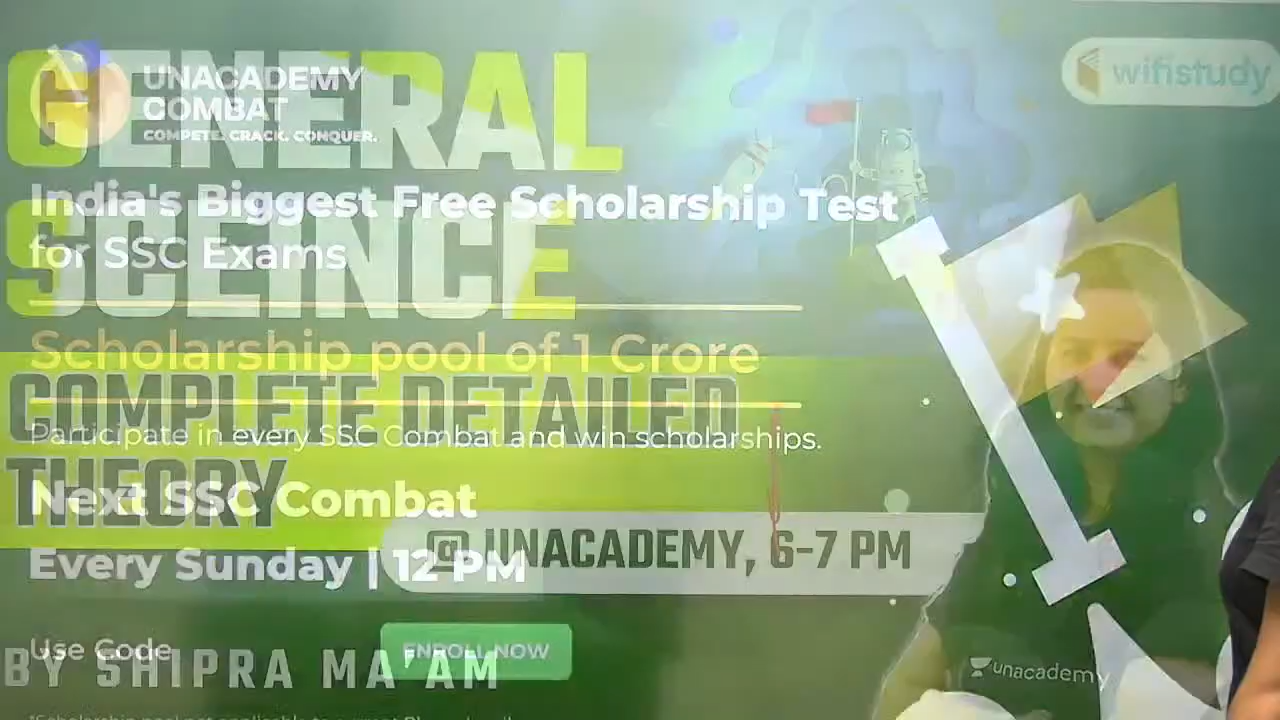 UNACADEMY
COMBAT
COMPETE. CRACK. CONQUER.
wifistudy
GENERAL
SCEINCE
India's Biggest Free Scholarship Test
for SSC Exams
Scholarship pool of 1 Crore
COMPLETE DETAILED
THEORY
Participate in every SSC Combat and win scholarships.
Next SSC Combat
Every Sunday | 12 PM
@ UNACADEMY, 6-7 PM
Use Code
ENROLL NOW
BY SHIPRA MA'AM
unacademy